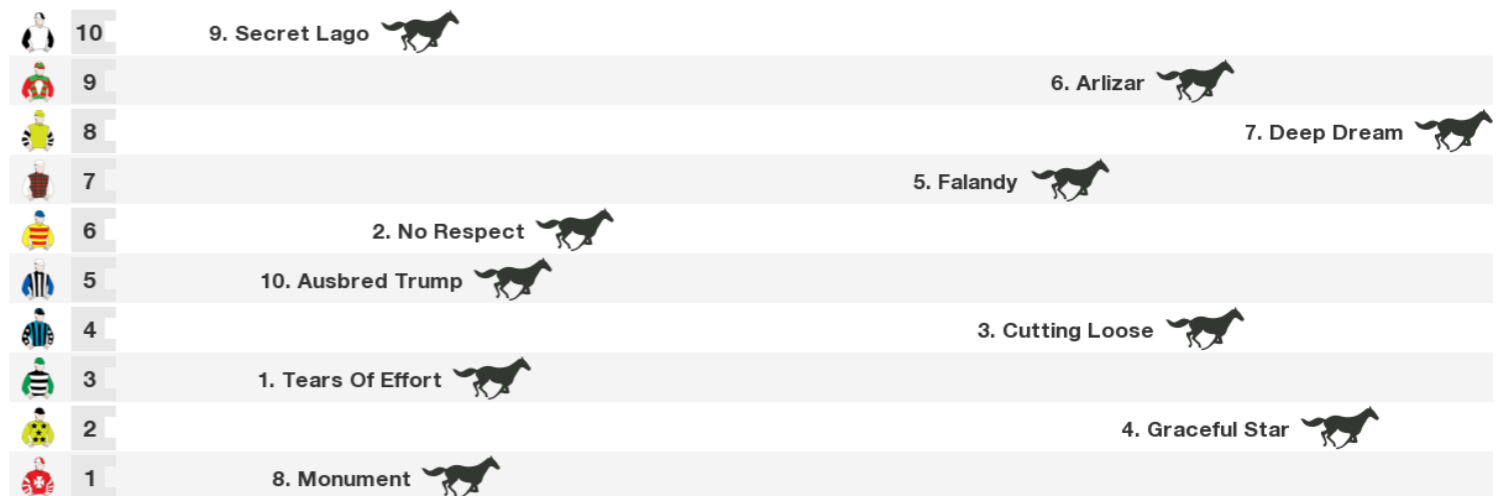 10 9. Secret Lago
9 6. Arlizar
8 7. Deep Dream
7 5. Falandy
6 2. No Respect
5 10. Ausbred Trump
4 3. Cutting Loose
3 1. Tears Of Effort
2 4. Graceful Star
1 8. Monument